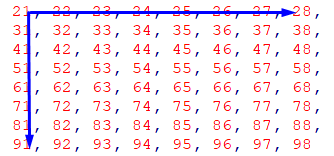 21, 22, 23, 24, 25, 26, 27, 28,
31, 32, 33, 34, 35, 36, 37, 38,
41, 42, 43, 44, 45, 46, 47, 48,
51, 52, 53, 54, 55, 56, 57, 58,
61, 62, 63, 64, 65, 66, 67, 68,
71, 72, 73, 74, 75, 76, 77, 78,
81, 82, 83, 84, 85, 86, 87, 88,
91, 92, 93, 94, 95, 96, 97, 98